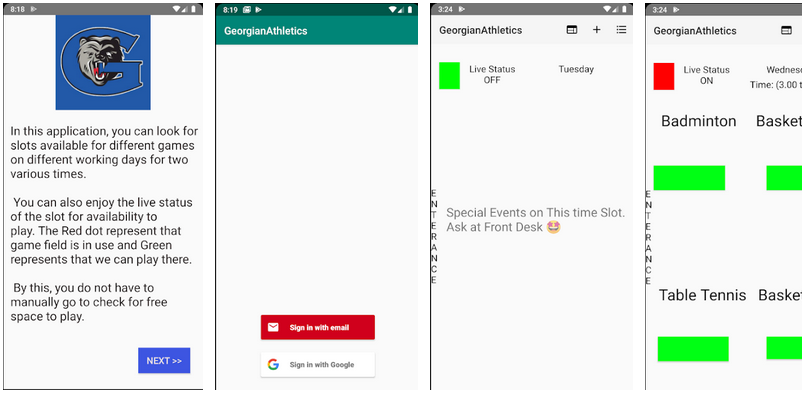 8:18
In this application, you can look for
slots available for different games
on different working days for two
various times.
You can also enjoy the live status
of the slot for availability to
play. The Red dot represent that
game field is in use and Green
represents that we can play there.
By this, you do not have to
manually go to check for free
space to play.
NEXT >>
8:19
GeorgianAthletics
Sign in with email
G Sign in with Google
3:24
GeorgianAthletics
Live Status
OFF
Tuesday
ENTERANCE
Special Events on This time Slot.
Ask at Front Desk 🤩
3:24
GeorgianAthletics
Live Status
ON
Wednes
Time: (3.00 t
Badminton
Basket
ENTERANCE
Table Tennis
Basket